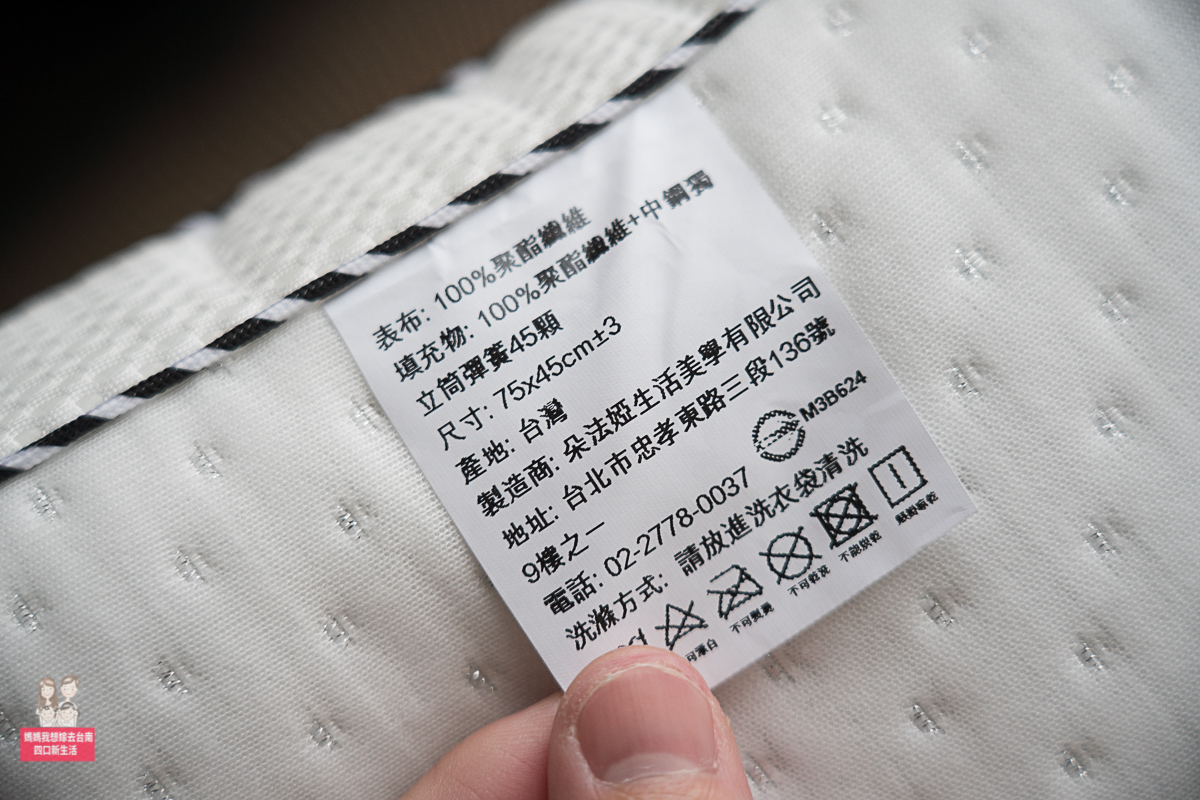 表布: 100%聚酯纖維
填充物: 100%聚酯纖維+中鋼獨
立筒彈簧45顆
尺寸: 75x45cm±3
產地: 台灣
製造商: 朵法婭生活美學有限公司
地址: 台北市忠孝東路三段136號
9樓之一
電話: 02-2778-0037
M3B624
洗滌方式: 請放進洗衣袋清洗
可漂白
不可熨燙
不可乾洗
不能烘乾
懸掛晾乾
媽媽我想嫁去台南
四口新生活